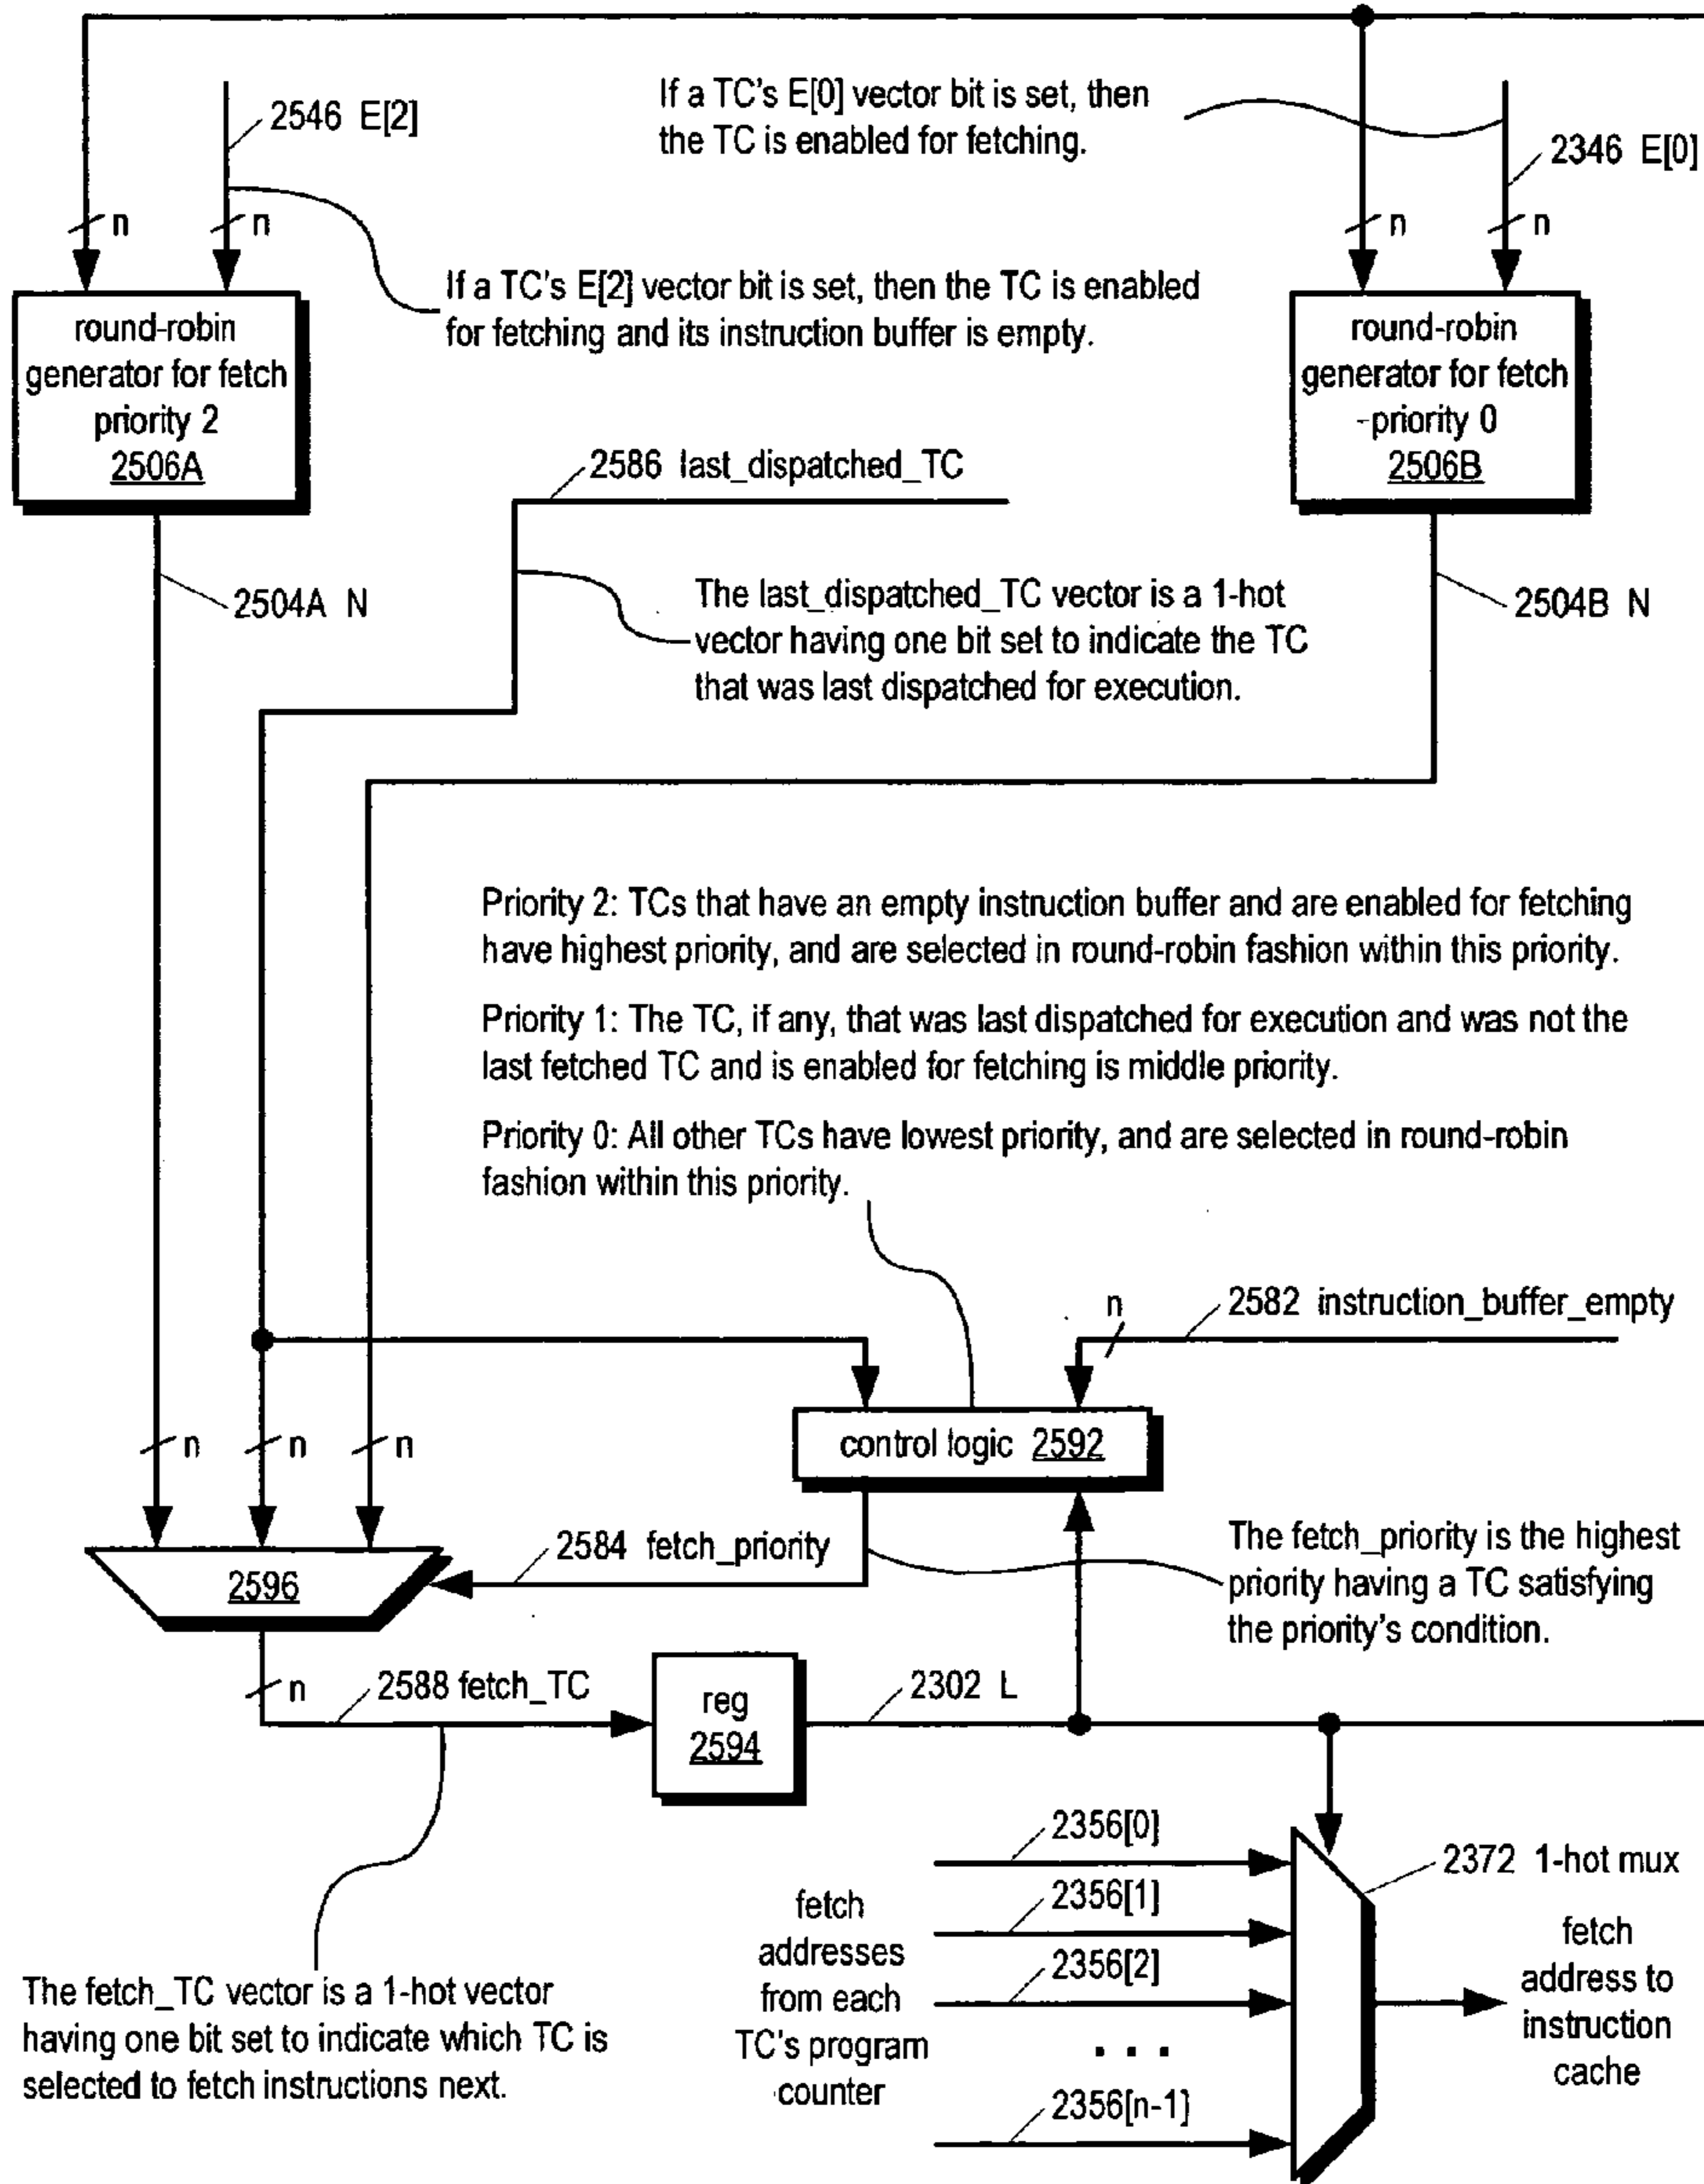 2546 E[2]
If a TC's E[0] vector bit is set, then
the TC is enabled for fetching.
2346 E[0]
n
n
n
n
If a TC's E[2] vector bit is set, then the TC is enabled
for fetching and its instruction buffer is empty.
round-robin
generator for fetch
priority 2
2506A
round-robin
generator for fetch
priority 0
2506B
2586 last_dispatched_TC
2504A N
The last_dispatched_TC vector is a 1-hot
vector having one bit set to indicate the TC
that was last dispatched for execution.
2504B N
Priority 2: TCs that have an empty instruction buffer and are enabled for fetching
have highest priority, and are selected in round-robin fashion within this priority.
Priority 1: The TC, if any, that was last dispatched for execution and was not the
last fetched TC and is enabled for fetching is middle priority.
Priority 0: All other TCs have lowest priority, and are selected in round-robin
fashion within this priority.
n
2582 instruction_buffer_empty
n
n
n
control logic 2592
2584 fetch_priority
The fetch_priority is the highest
priority having a TC satisfying
the priority's condition.
2596
n
2588 fetch_TC
reg
2594
2302 L
2356[0]
2372 1-hot mux
2356[1]
2356[2]
. . .
2356[n-1]
fetch
addresses
from each
TC's program
counter
fetch
address to
instruction
cache
The fetch_TC vector is a 1-hot vector
having one bit set to indicate which TC is
selected to fetch instructions next.